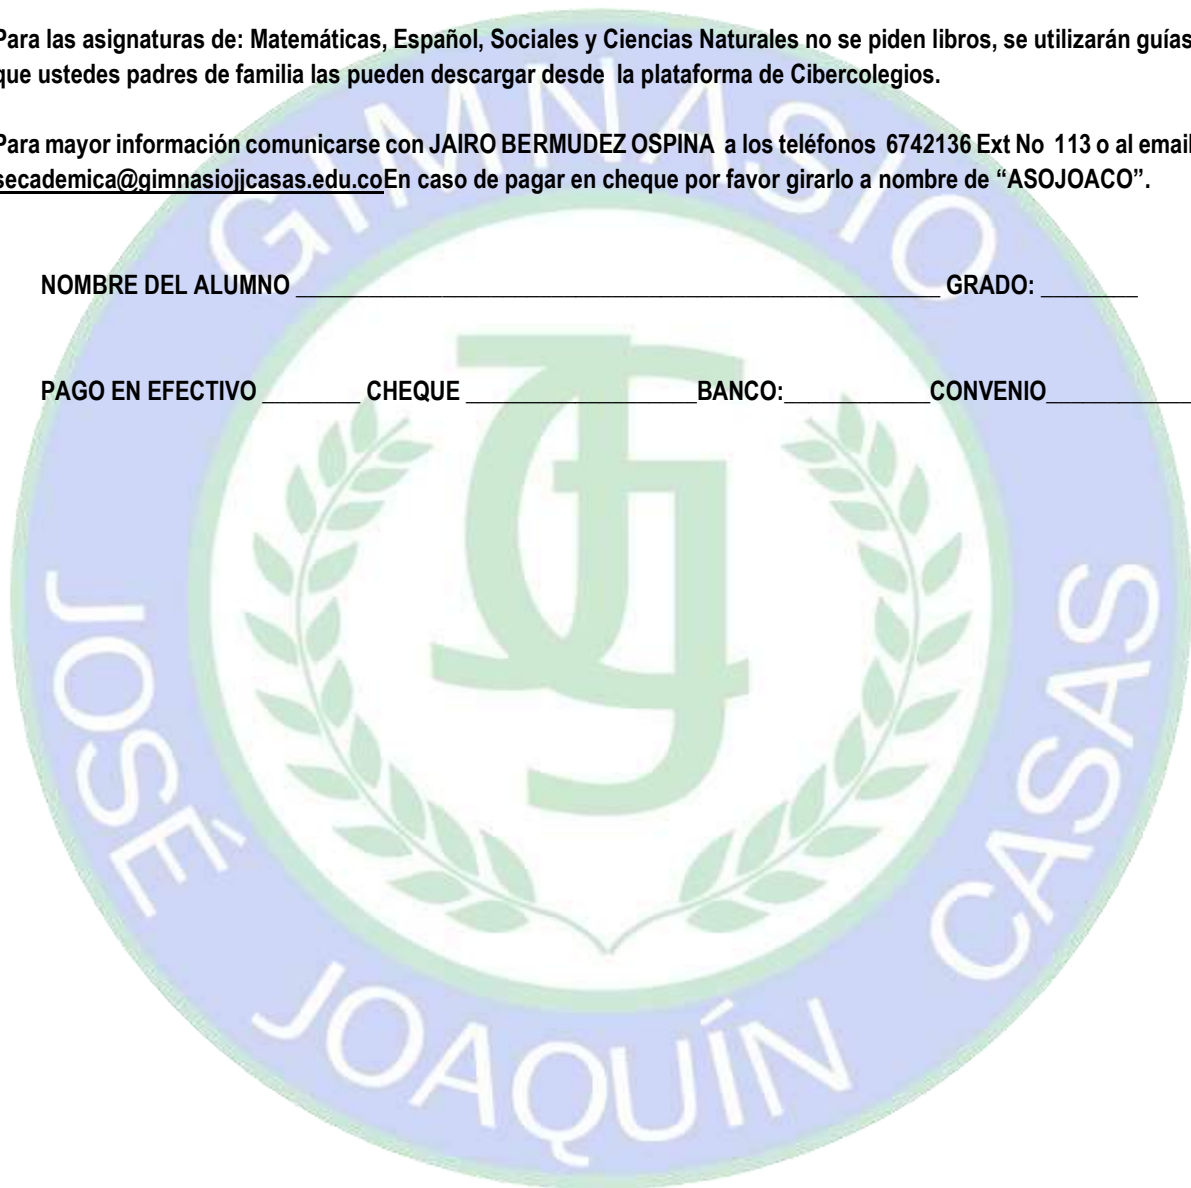 Para las asignaturas de: Matemáticas, Español, Sociales y Ciencias Naturales no se piden libros, se utilizarán guías
que ustedes padres de familia las pueden descargar desde la plataforma de Cibercolegios.
Para mayor información comunicarse con JAIRO BERMUDEZ OSPINA a los teléfonos 6742136 Ext No 113 o al email
secademica@gimnasiojjcasas.edu.coEn caso de pagar en cheque por favor girarlo a nombre de “ASOJOACO”.
NOMBRE DEL ALUMNO ____________________ GRADO: ________
PAGO EN EFECTIVO ________ CHEQUE ___________________BANCO:____________CONVENIO____________
GIMNASIO
JOSÉ JOAQUÍN CASAS
JG